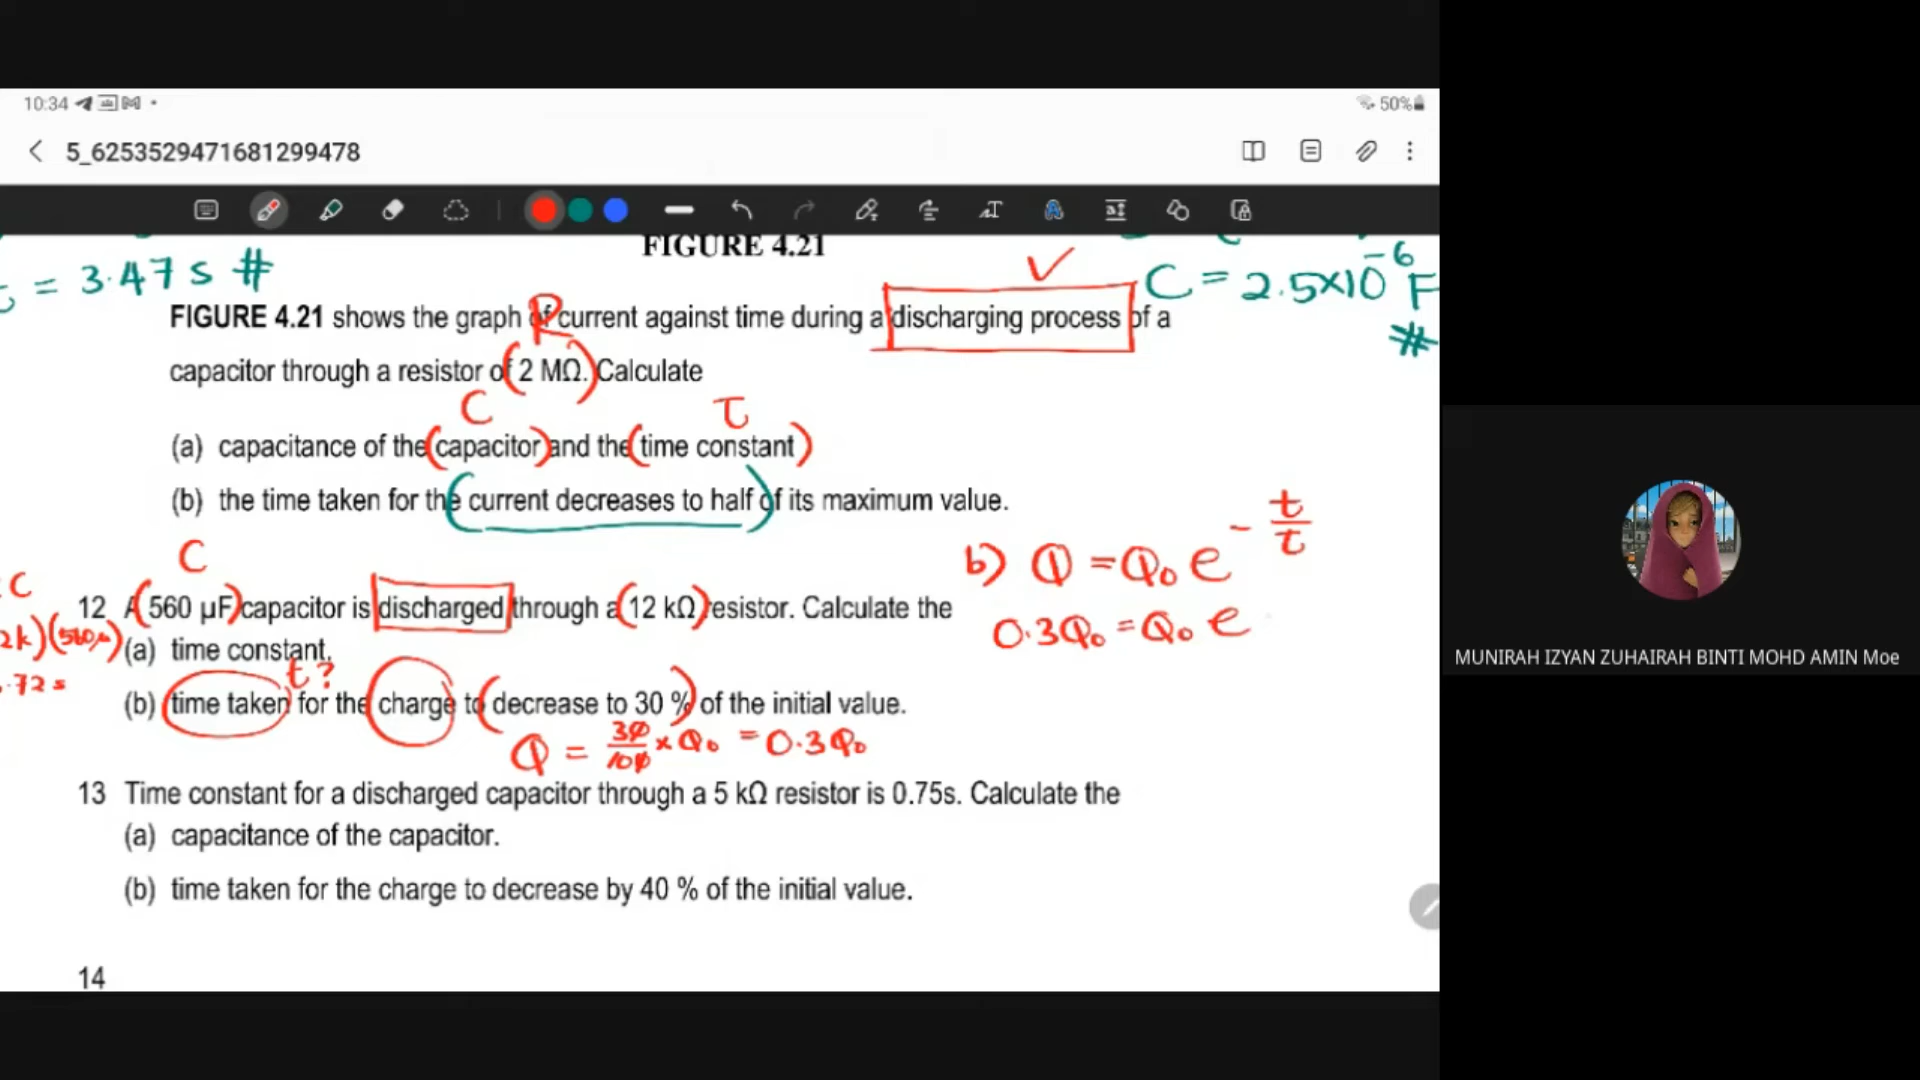 10:34
50%
5_6253529471681299478
FIGURE 4.21
= 3.47 s #
C = 2.5×10⁻⁶ F
#
FIGURE 4.21 shows the graph of current against time during a discharging process of a
R
capacitor through a resistor of 2 MΩ. Calculate
C τ
(a) capacitance of the capacitor and the time constant
(b) the time taken for the current decreases to half of its maximum value.
C
b) Q = Q₀ e^(-t/τ)
C
12 A 560 µF capacitor is discharged through a 12 kΩ resistor. Calculate the
0.3Q₀ = Q₀ e
2k)(560µ)
(a) time constant.
.72 s
t?
(b) time taken for the charge to decrease to 30 % of the initial value.
Q = 30/100 × Q₀ = 0.3Q₀
13 Time constant for a discharged capacitor through a 5 kΩ resistor is 0.75s. Calculate the
(a) capacitance of the capacitor.
(b) time taken for the charge to decrease by 40 % of the initial value.
14
MUNIRAH IZYAN ZUHAIRAH BINTI MOHD AMIN Moe